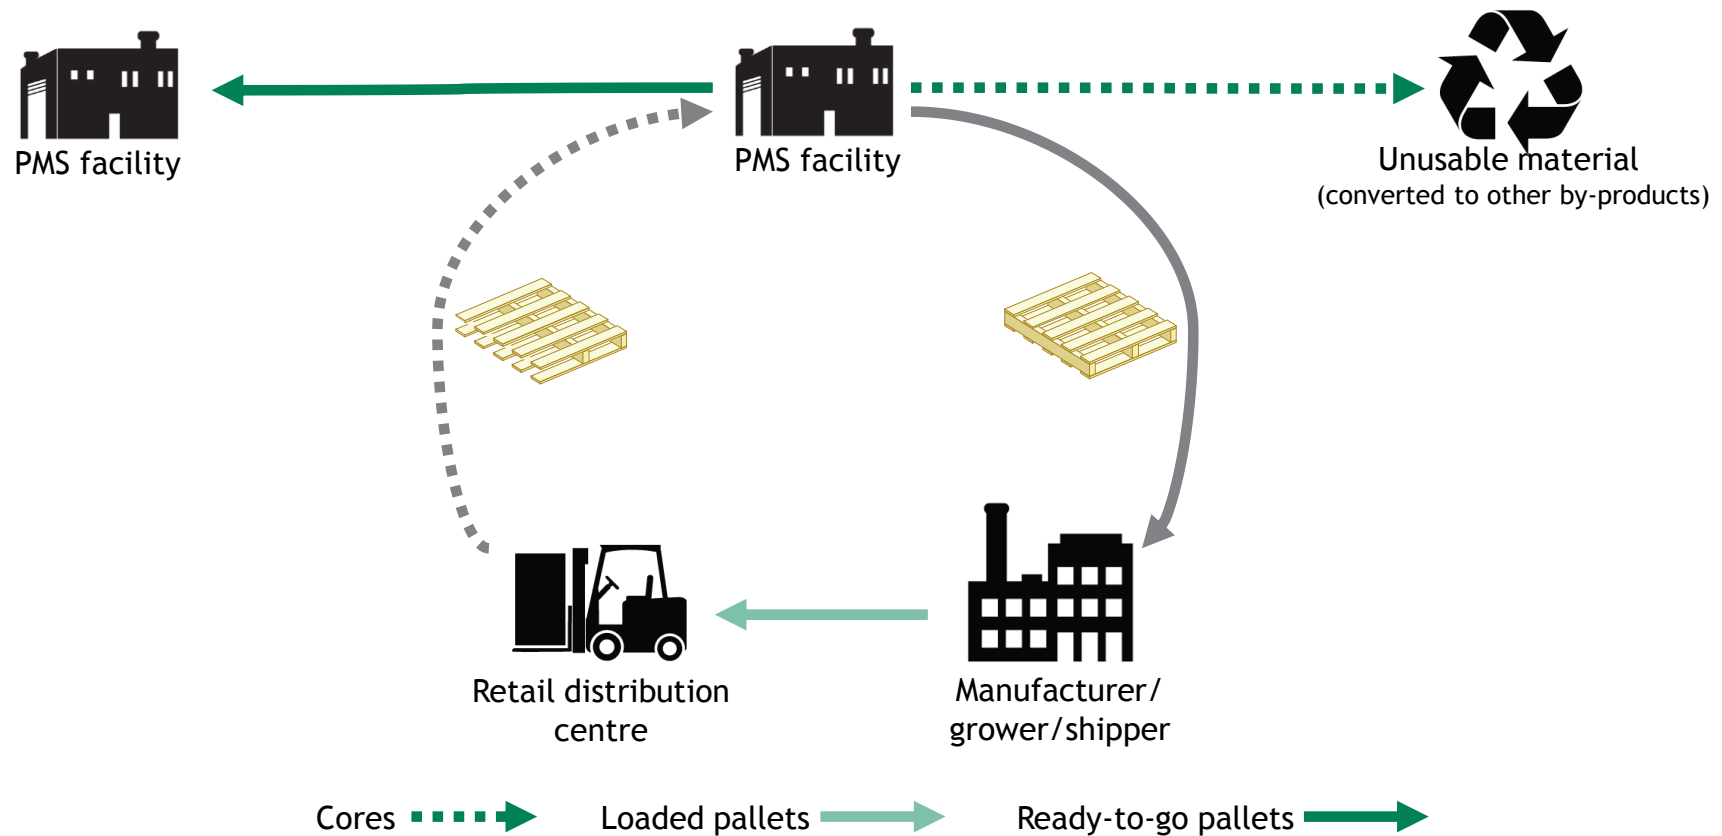 PMS facility
PMS facility
Unusable material
(converted to other by-products)
Retail distribution
centre
Manufacturer/
grower/shipper
Cores
Loaded pallets
Ready-to-go pallets